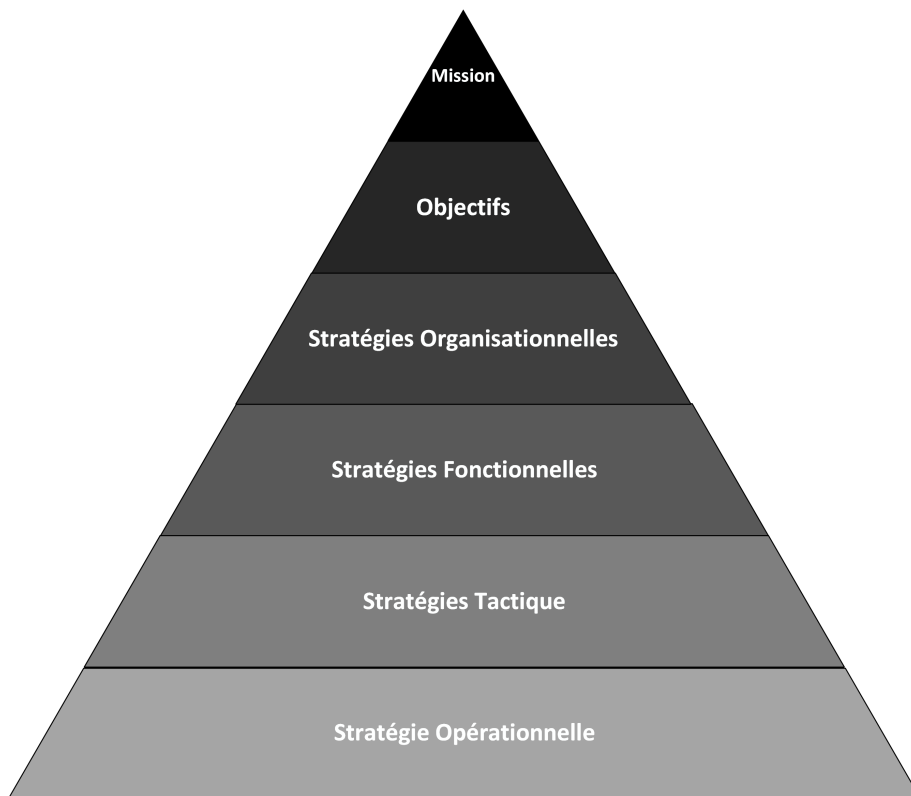 Mission
Objectifs
Stratégies Organisationnelles
Stratégies Fonctionnelles
Stratégies Tactique
Stratégie Opérationnelle